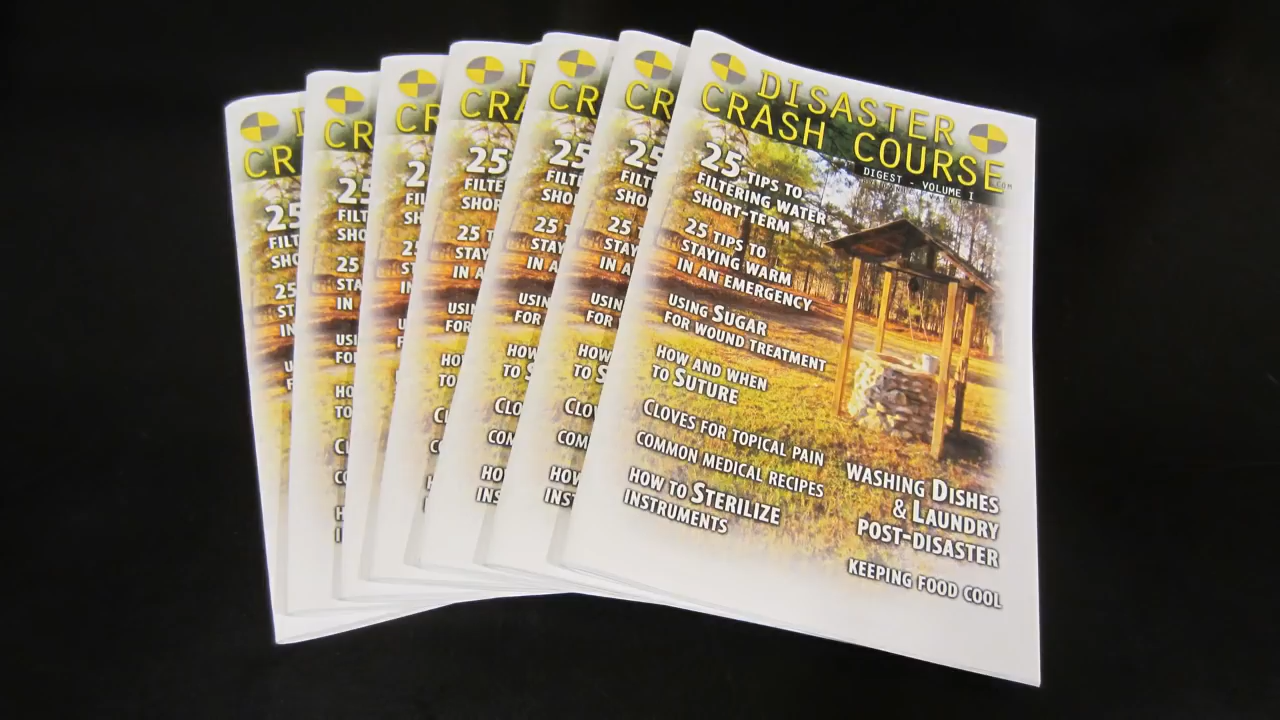 DISASTER
CRASH COURSE
.COM
DIGEST - VOLUME I
25 TIPS TO
FILTERING WATER
SHORT-TERM
25 TIPS TO
STAYING WARM
IN AN EMERGENCY
USING SUGAR
FOR WOUND TREATMENT
HOW AND WHEN
TO SUTURE
CLOVES FOR TOPICAL PAIN
COMMON MEDICAL RECIPES
HOW TO STERILIZE
INSTRUMENTS
WASHING DISHES
& LAUNDRY
POST-DISASTER
KEEPING FOOD COOL